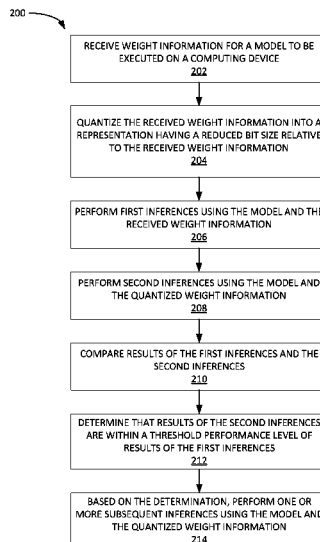 200
RECEIVE WEIGHT INFORMATION FOR A MODEL TO BE
EXECUTED ON A COMPUTING DEVICE
202
QUANTIZE THE RECEIVED WEIGHT INFORMATION INTO A
REPRESENTATION HAVING A REDUCED BIT SIZE RELATIVE
TO THE RECEIVED WEIGHT INFORMATION
204
PERFORM FIRST INFERENCES USING THE MODEL AND THE
RECEIVED WEIGHT INFORMATION
206
PERFORM SECOND INFERENCES USING THE MODEL AND
THE QUANTIZED WEIGHT INFORMATION
208
COMPARE RESULTS OF THE FIRST INFERENCES AND THE
SECOND INFERENCES
210
DETERMINE THAT RESULTS OF THE SECOND INFERENCES
ARE WITHIN A THRESHOLD PERFORMANCE LEVEL OF
RESULTS OF THE FIRST INFERENCES
212
BASED ON THE DETERMINATION, PERFORM ONE OR
MORE SUBSEQUENT INFERENCES USING THE MODEL AND
THE QUANTIZED WEIGHT INFORMATION
214